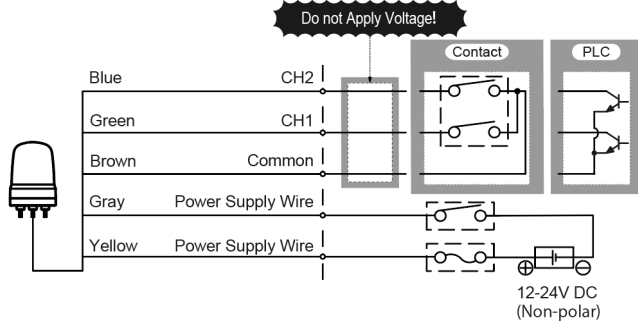 Do not Apply Voltage!
Contact
PLC
Blue
CH2
Green
CH1
Brown
Common
Gray
Power Supply Wire
Yellow
Power Supply Wire
12-24V DC
(Non-polar)